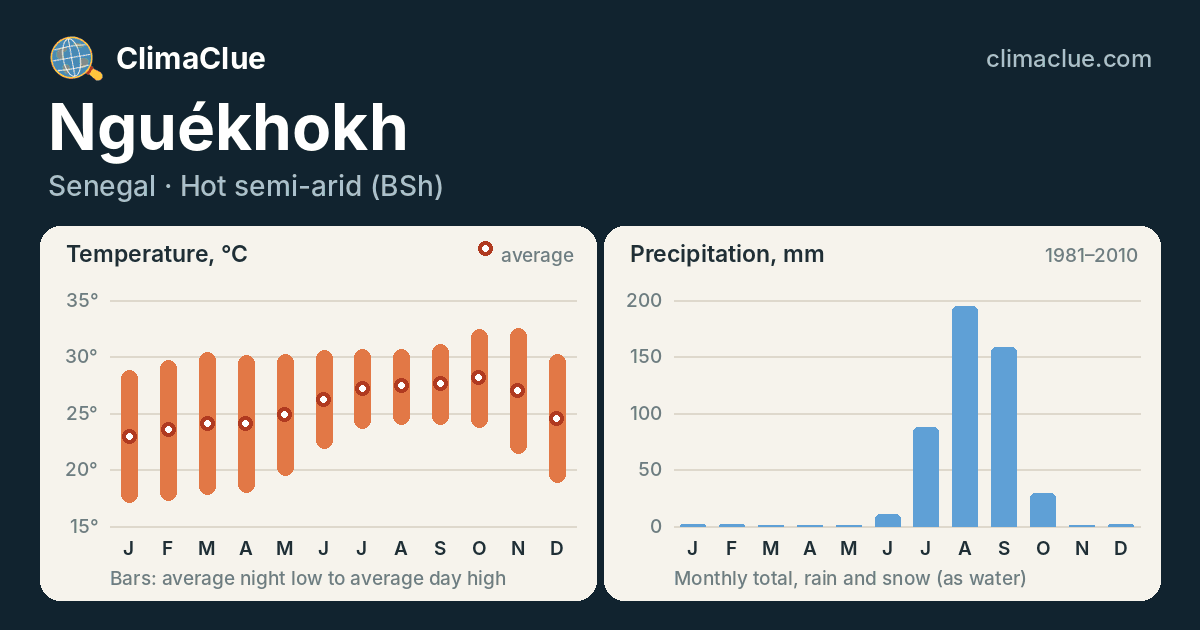 ClimaClue
climaclue.com
Nguékhokh
Senegal · Hot semi-arid (BSh)
Temperature, °C
average
35°
30°
25°
20°
15°
J F M A M J J A S O N D
Bars: average night low to average day high
Precipitation, mm
1981–2010
200
150
100
50
0
J F M A M J J A S O N D
Monthly total, rain and snow (as water)